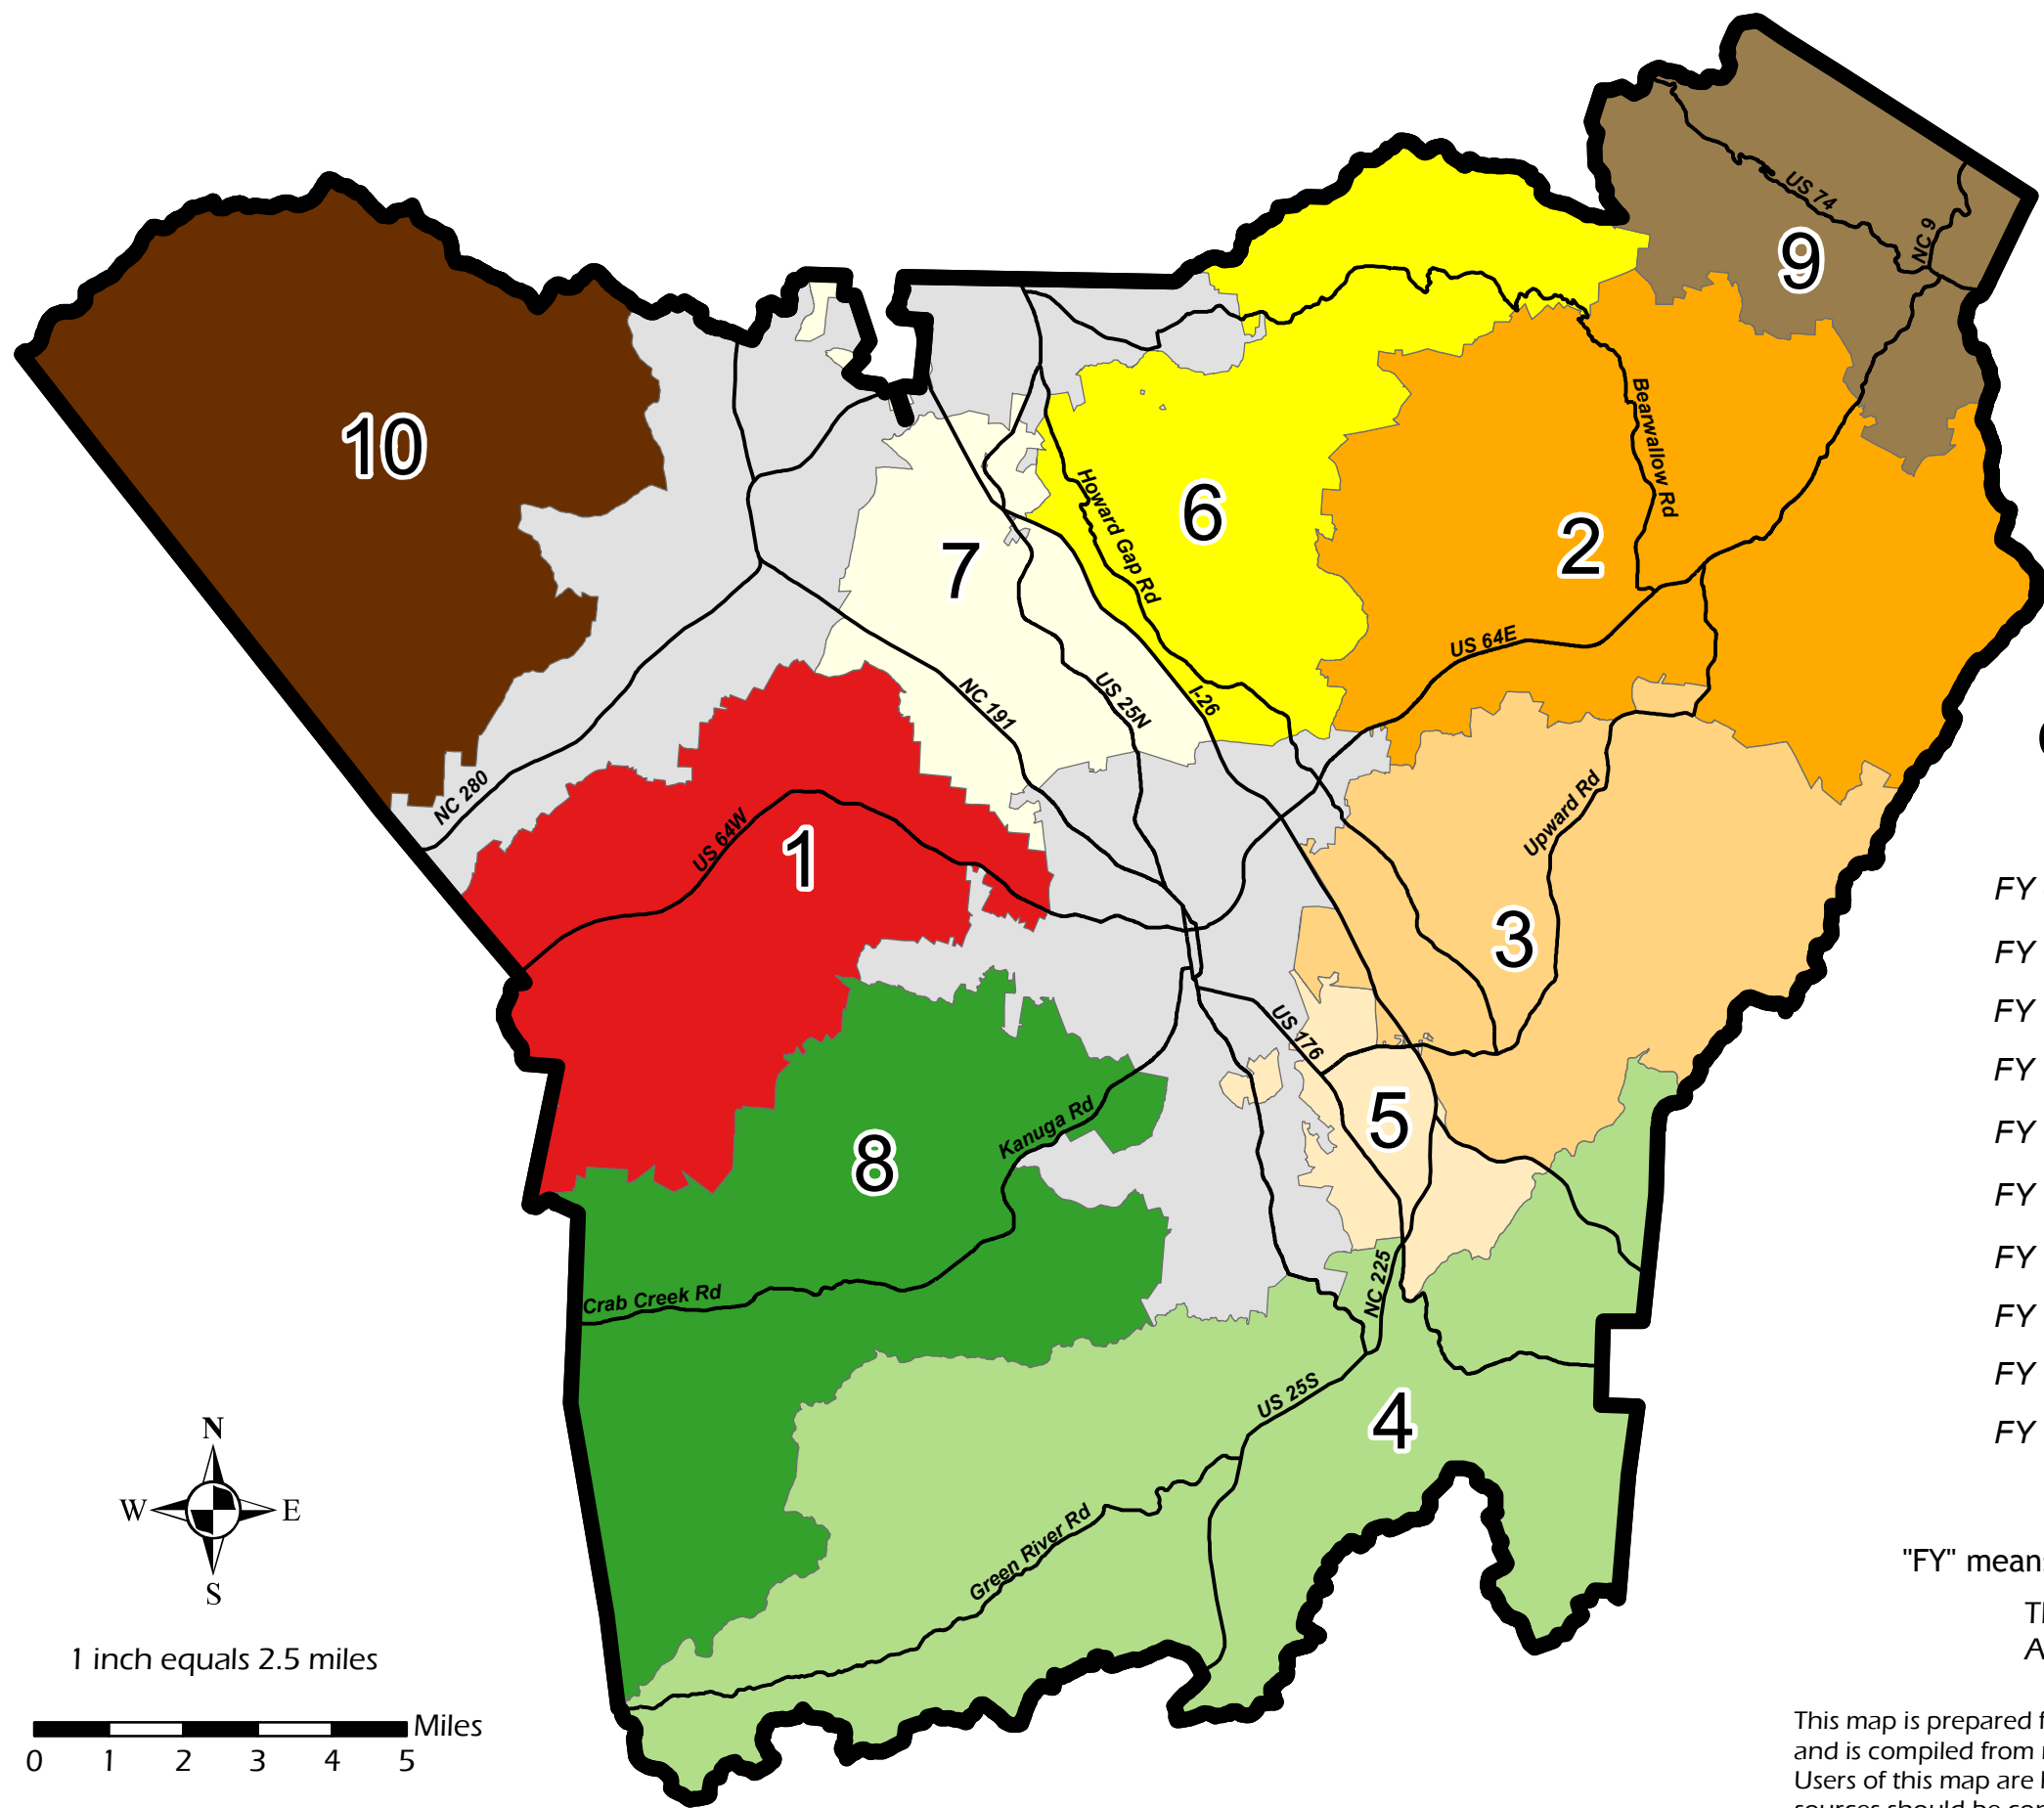 US 74
NC 9
9
10
Bearwallow Rd
6
Howard Gap Rd
2
7
US 64E
NC 191
US 25N
I-26
NC 280
US 64W
1
Upward Rd
FY
3
FY
FY
US 176
FY
5
Kanuga Rd
FY
8
FY
FY
NC 225
Crab Creek Rd
FY
FY
US 25S
4
FY
N
W E
S
Green River Rd
"FY" mean
1 inch equals 2.5 miles
Miles
0 1 2 3 4 5
This map is prepared f
and is compiled from
Users of this map are
sources should be con